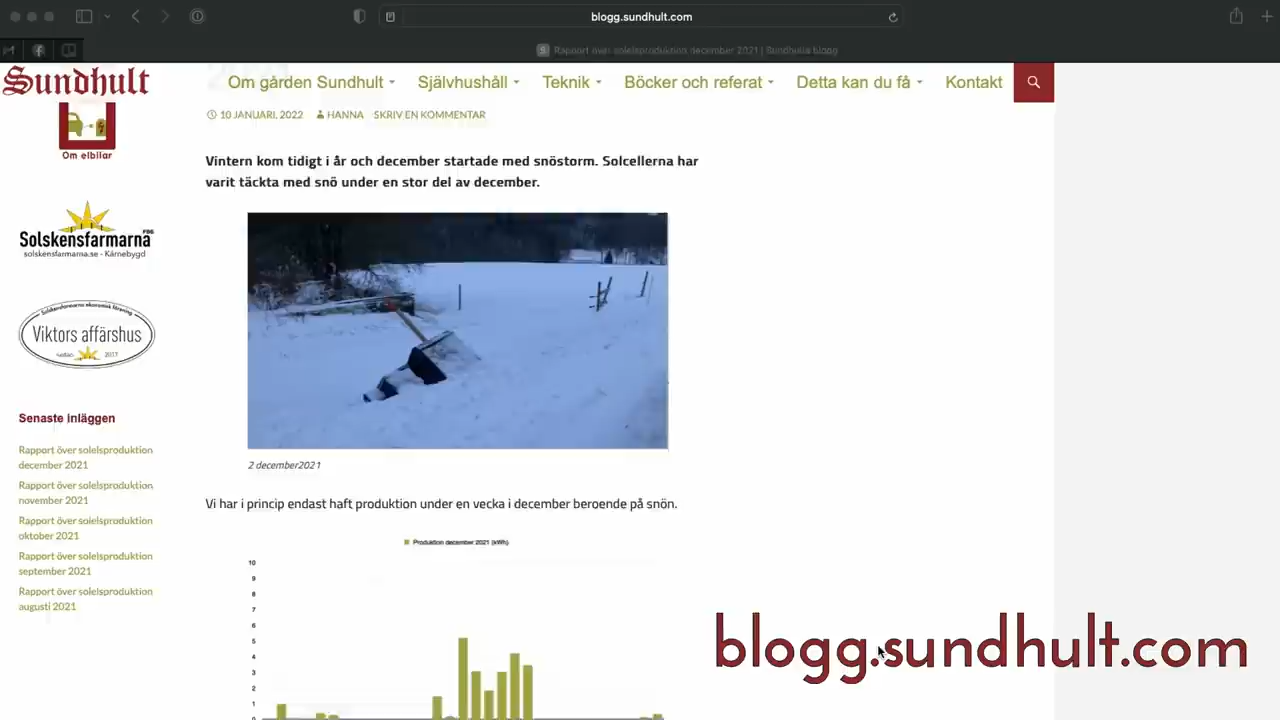 blogg.sundhult.com
Rapport över solelsproduktion december 2021 | Sundhults blogg
Sundhult
Om gården Sundhult
Självhushåll
Teknik
Böcker och referat
Detta kan du få
Kontakt
10 JANUARI, 2022
HANNA
SKRIV EN KOMMENTAR
Om elbilar
Vintern kom tidigt i år och december startade med snöstorm. Solcellerna har
varit täckta med snö under en stor del av december.
Solskensfarmarna FBG
solskensfarmarna.se - Kärnebygd
Solskensfarmarna ekonomisk förening
Viktors affärshus
2017
Senaste inläggen
Rapport över solelsproduktion
december 2021
Rapport över solelsproduktion
november 2021
Rapport över solelsproduktion
oktober 2021
Rapport över solelsproduktion
september 2021
Rapport över solelsproduktion
augusti 2021
2 december2021
Vi har i princip endast haft produktion under en vecka i december beroende på snön.
Produktion december 2021 (kWh)
10
9
8
7
6
5
4
3
2
1
0
blogg.sundhult.com